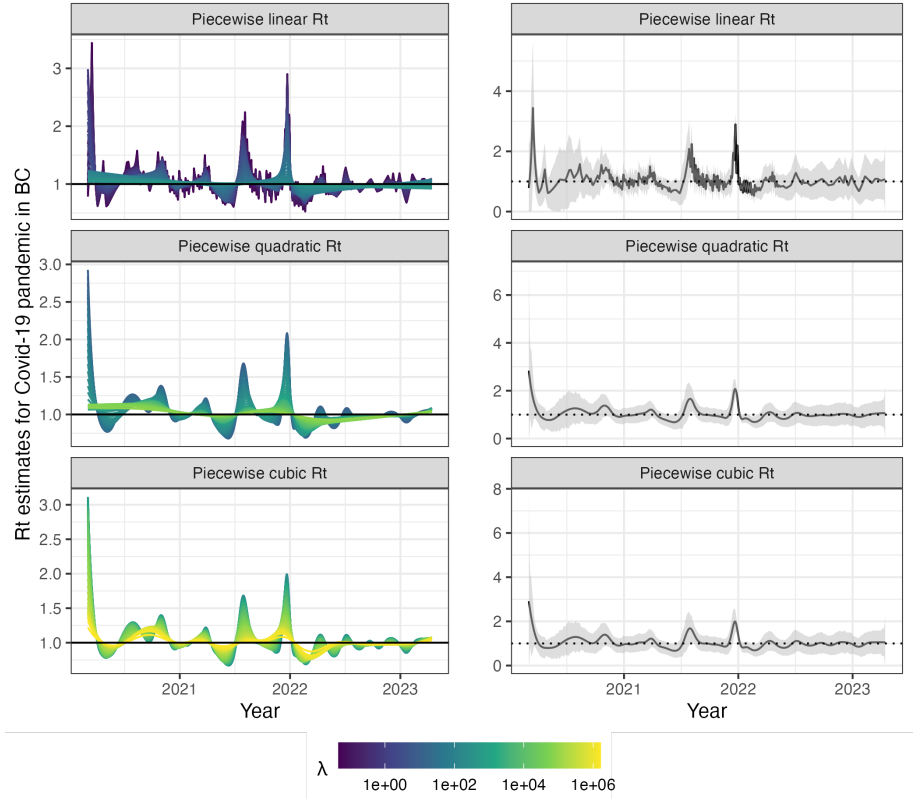 Piecewise linear Rt
3
2
1
Piecewise quadratic Rt
3.0
2.5
2.0
1.5
1.0
Piecewise cubic Rt
3.0
2.5
2.0
1.5
1.0
2021 2022 2023
Year
Rt estimates for Covid-19 pandemic in BC
Piecewise linear Rt
4
2
0
Piecewise quadratic Rt
6
4
2
0
Piecewise cubic Rt
8
6
4
2
0
2021 2022 2023
Year
λ
1e+00 1e+02 1e+04 1e+06